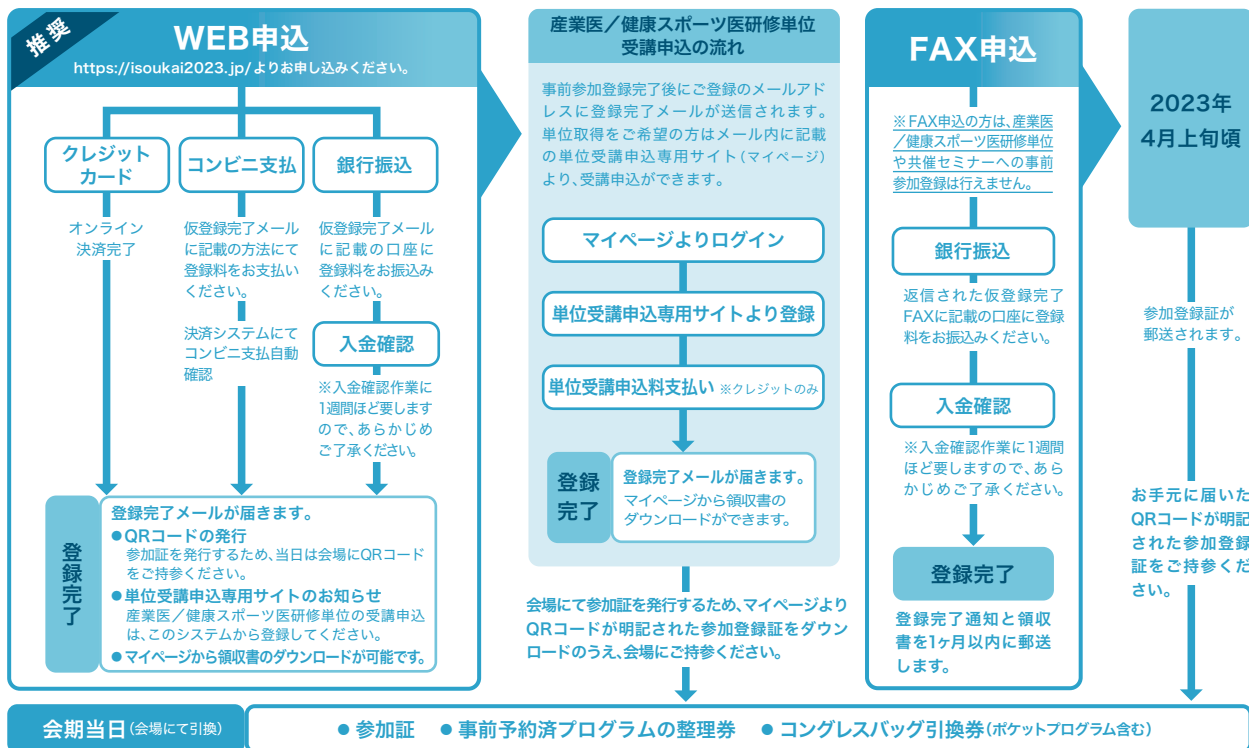 推奨
WEB申込
https://isoukai2023.jp/よりお申し込みください。
クレジット
カード
オンライン
決済完了
コンビニ支払
仮登録完了メール
に記載の方法にて
登録料をお支払い
ください。
決済システムにて
コンビニ支払自動
確認
銀行振込
仮登録完了メール
に記載の口座に
登録料をお振込み
ください。
入金確認
※入金確認作業に
1週間ほど要します
ので、あらかじめ
ご了承ください。
登録完了
登録完了メールが届きます。
●QRコードの発行
参加証を発行するため、当日は会場にQRコード
をご持参ください。
●単位受講申込専用サイトのお知らせ
産業医／健康スポーツ医研修単位の受講申込
は、このシステムから登録してください。
●マイページから領収書のダウンロードが可能です。
産業医／健康スポーツ医研修単位
受講申込の流れ
事前参加登録完了後にご登録のメールアド
レスに登録完了メールが送信されます。
単位取得をご希望の方はメール内に記載
の単位受講申込専用サイト（マイページ）
より、受講申込ができます。
マイページよりログイン
単位受講申込専用サイトより登録
単位受講申込料支払い ※クレジットのみ
登録
完了
登録完了メールが届きます。
マイページから領収書の
ダウンロードができます。
会場にて参加証を発行するため、マイページより
QRコードが明記された参加登録証をダウン
ロードのうえ、会場にご持参ください。
FAX申込
※FAX申込の方は、産業医
／健康スポーツ医研修単位
や共催セミナーへの事前
参加登録は行えません。
銀行振込
返信された仮登録完了
FAXに記載の口座に登録
料をお振込みください。
入金確認
※入金確認作業に1週間
ほど要しますので、あら
かじめご了承ください。
登録完了
登録完了通知と領収
書を1ヶ月以内に郵送
します。
2023年
4月上旬頃
参加登録証が
郵送されます。
お手元に届いた
QRコードが明記
された参加登録
証をご持参くだ
さい。
会期当日（会場にて引換）
● 参加証 ● 事前予約済プログラムの整理券 ● コングレスバッグ引換券（ポケットプログラム含む）